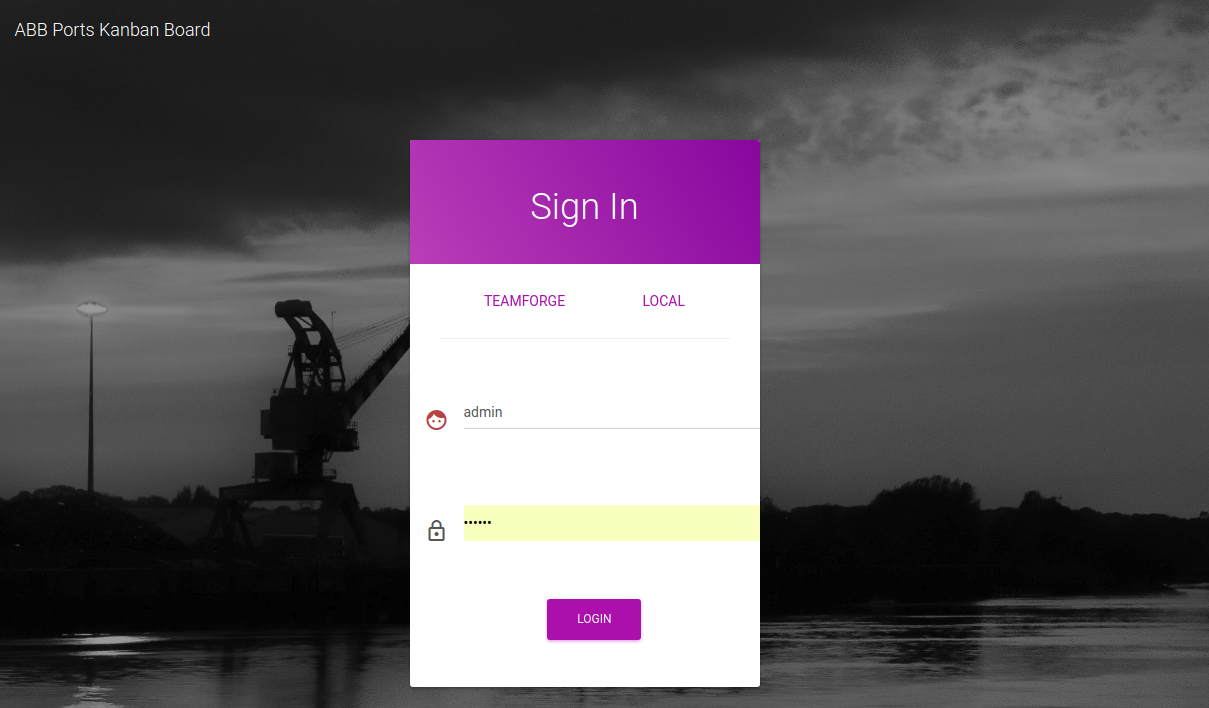 ABB Ports Kanban Board
Sign In
TEAMFORGE LOCAL
admin
••••••
LOGIN